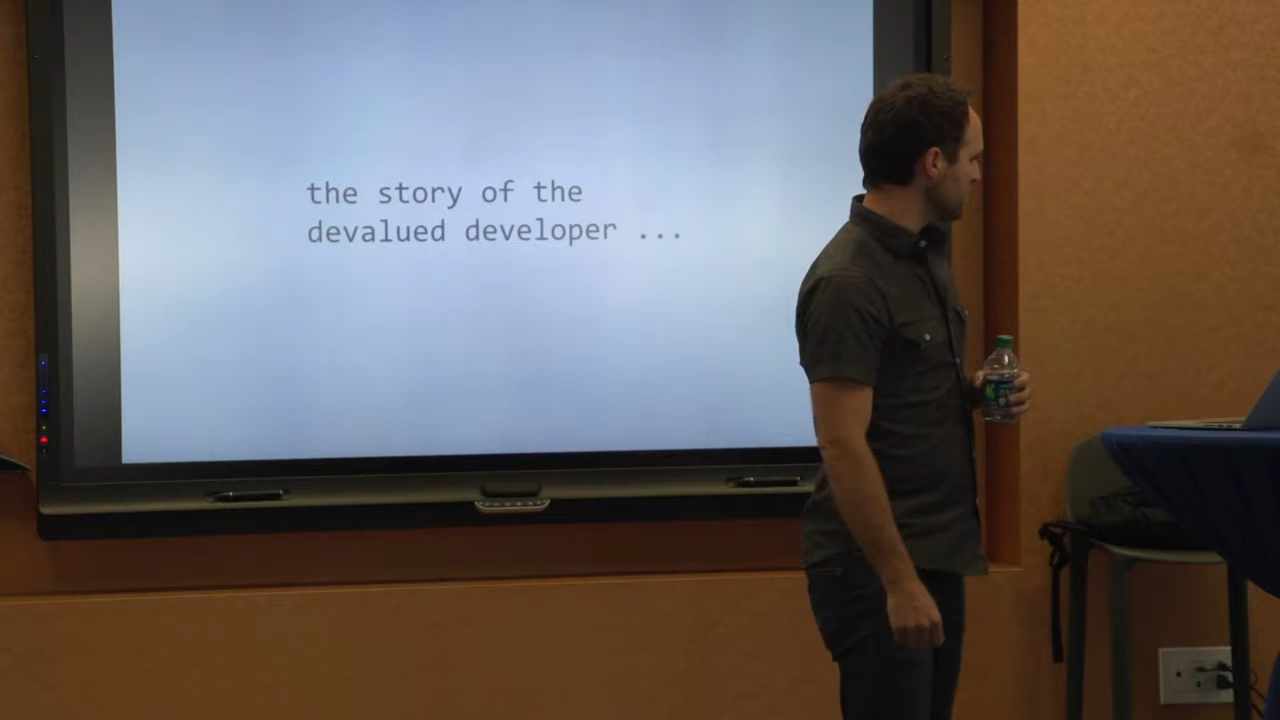 the story of the
devalued developer ...